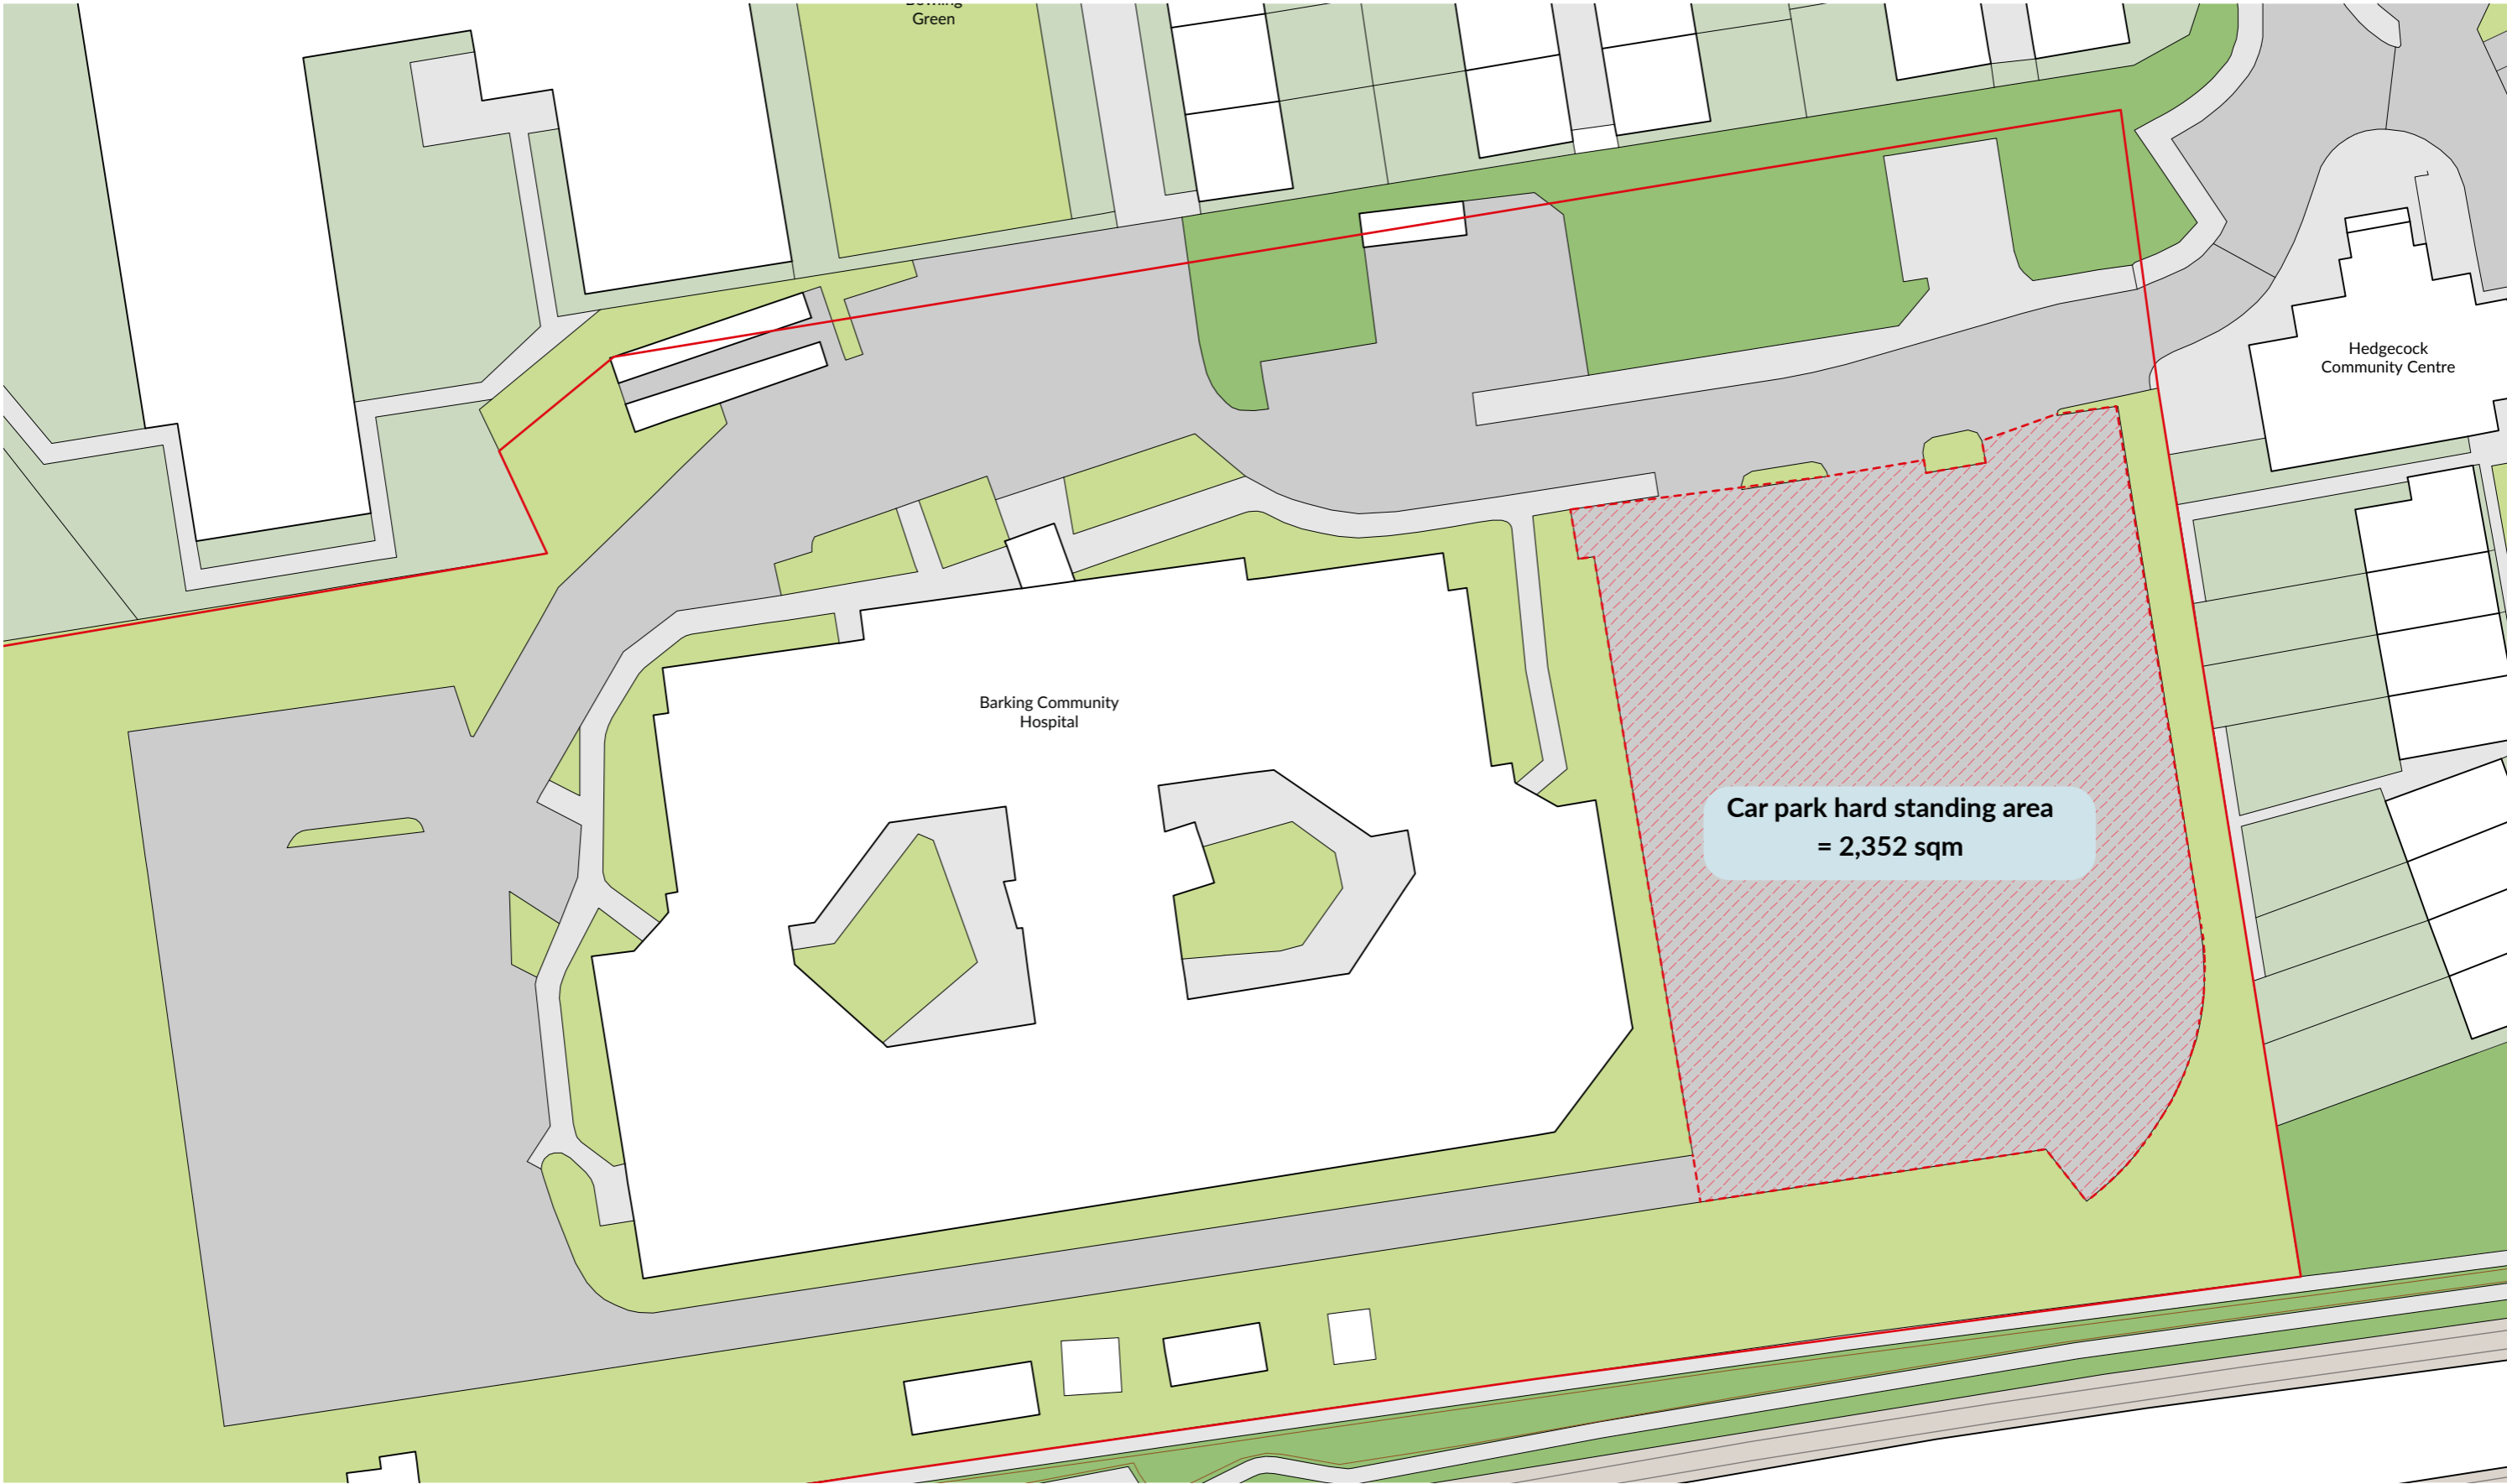 Green
Hedgecock
Community Centre
Barking Community
Hospital
Car park hard standing area
= 2,352 sqm